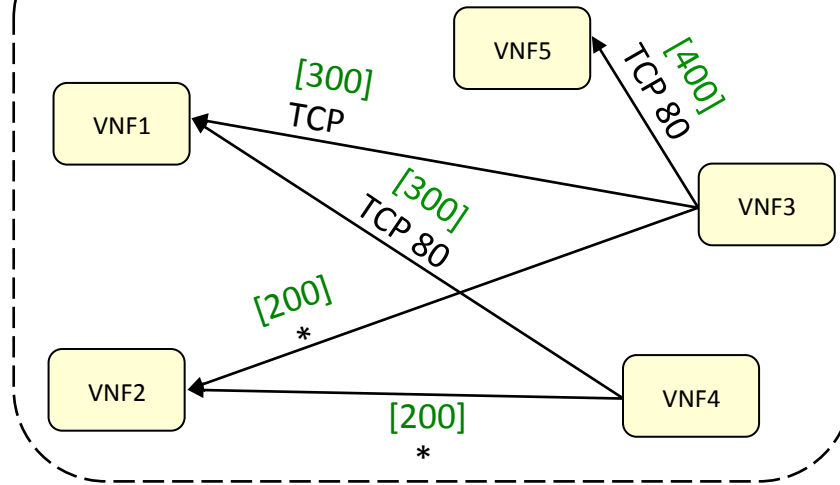 VNF5
[400]
TCP 80
[300]
TCP
VNF1
[300]
TCP 80
VNF3
[200]
*
VNF2
VNF4
[200]
*